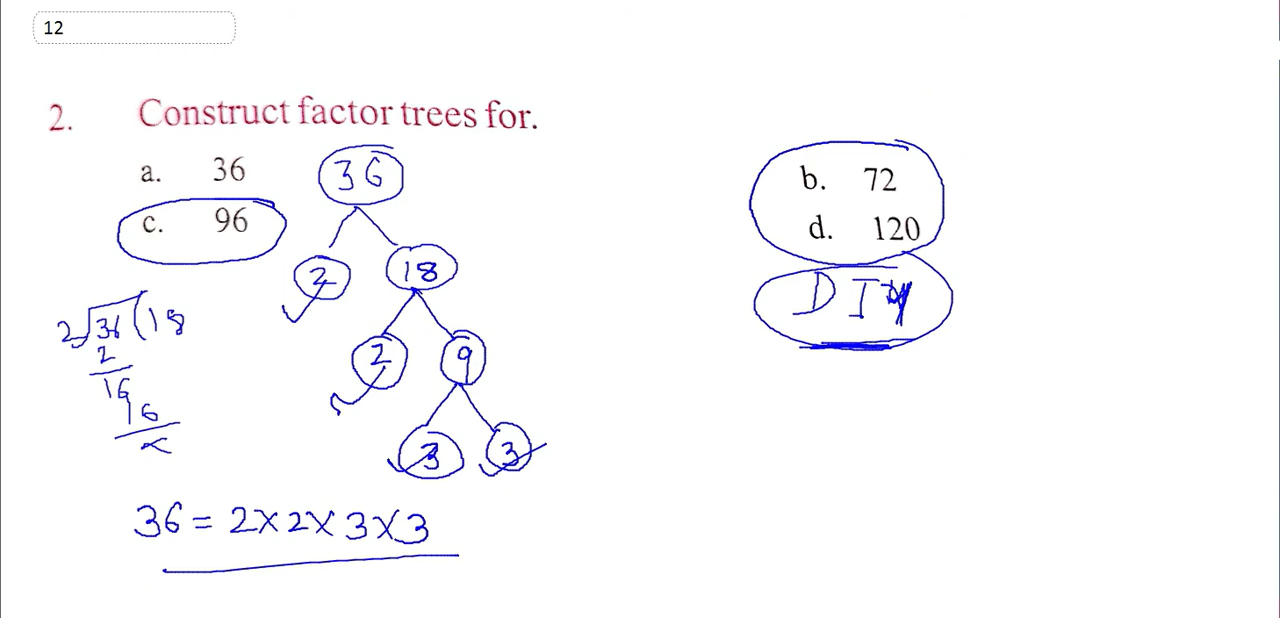 12
2. Construct factor trees for.
a. 36
c. 96
b. 72
d. 120
DIY
36
2 18
2 9
3 3
2√36(18
2
16
16
×
36 = 2×2×3×3